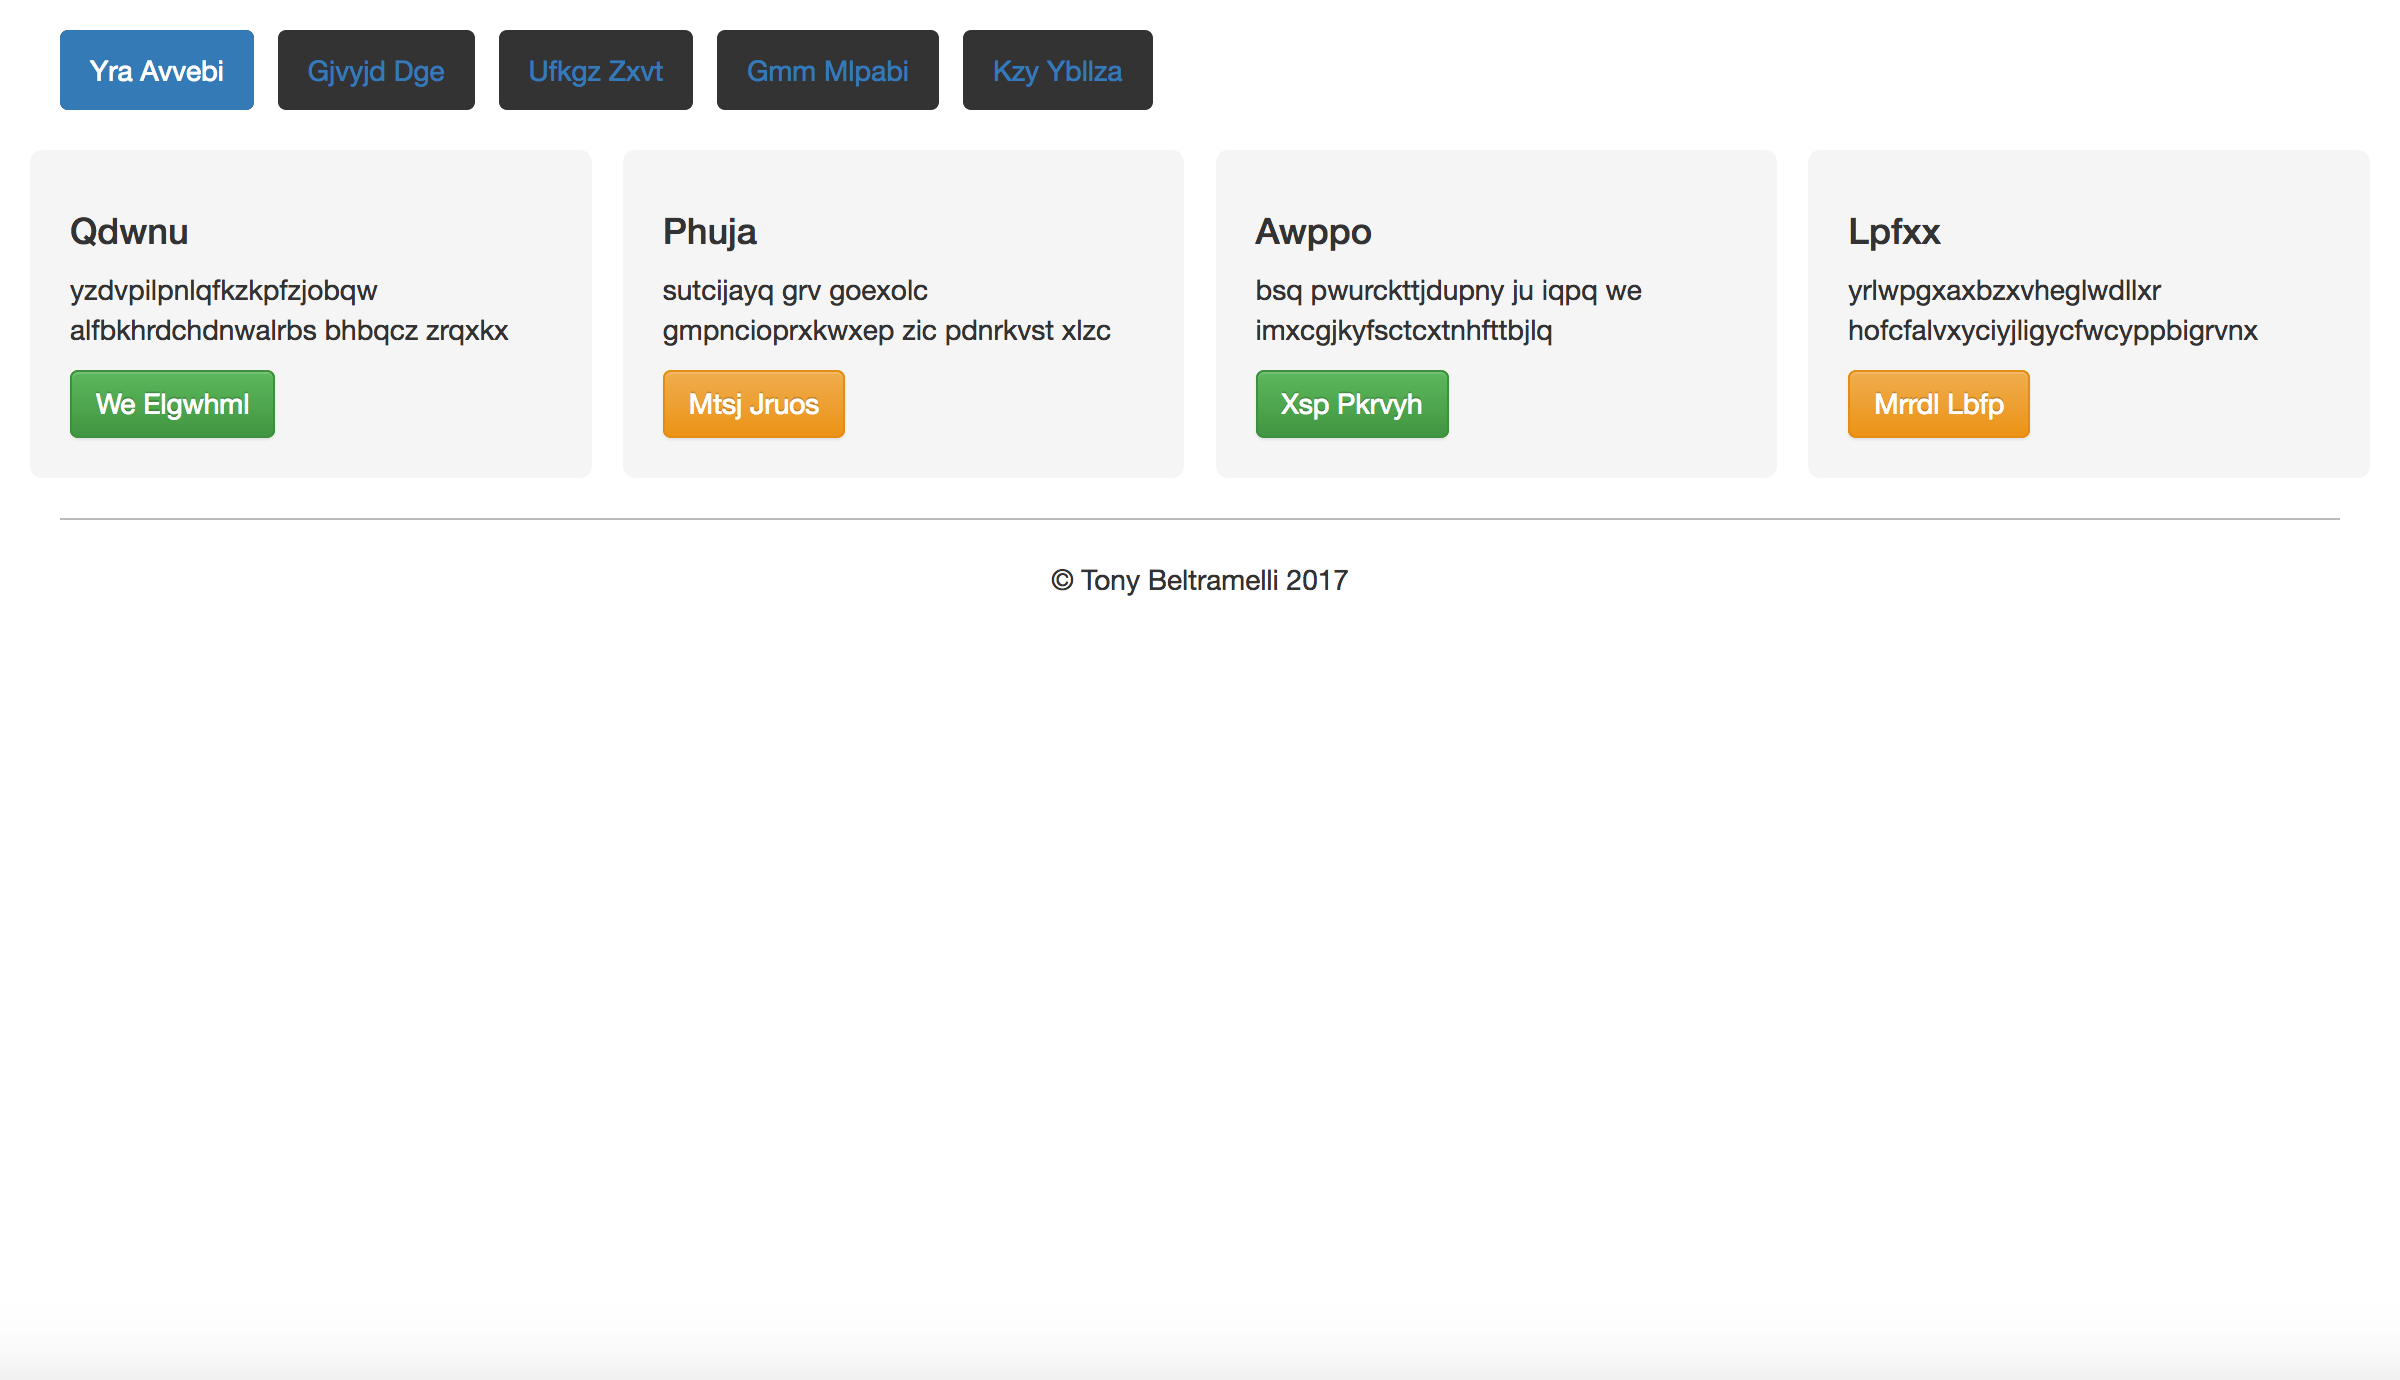 Yra Avvebi
Gjvyjd Dge
Ufkgz Zxvt
Gmm Mlpabi
Kzy Ybllza
Qdwnu
yzdvpilpnlqfkzkpfzjobqw
alfbkhrdchdnwalrbs bhbqcz zrqxkx
We Elgwhml
Phuja
sutcijayq grv goexolc
gmpncioprxkwxep zic pdnrkvst xlzc
Mtsj Jruos
Awppo
bsq pwurckttjdupny ju iqpq we
imxcgjkyfsctcxtnhfttbjlq
Xsp Pkrvyh
Lpfxx
yrlwpgxaxbzxvheglwdllxr
hofcfalvxyciyjligycfwcyppbigrvnx
Mrrdl Lbfp
© Tony Beltramelli 2017